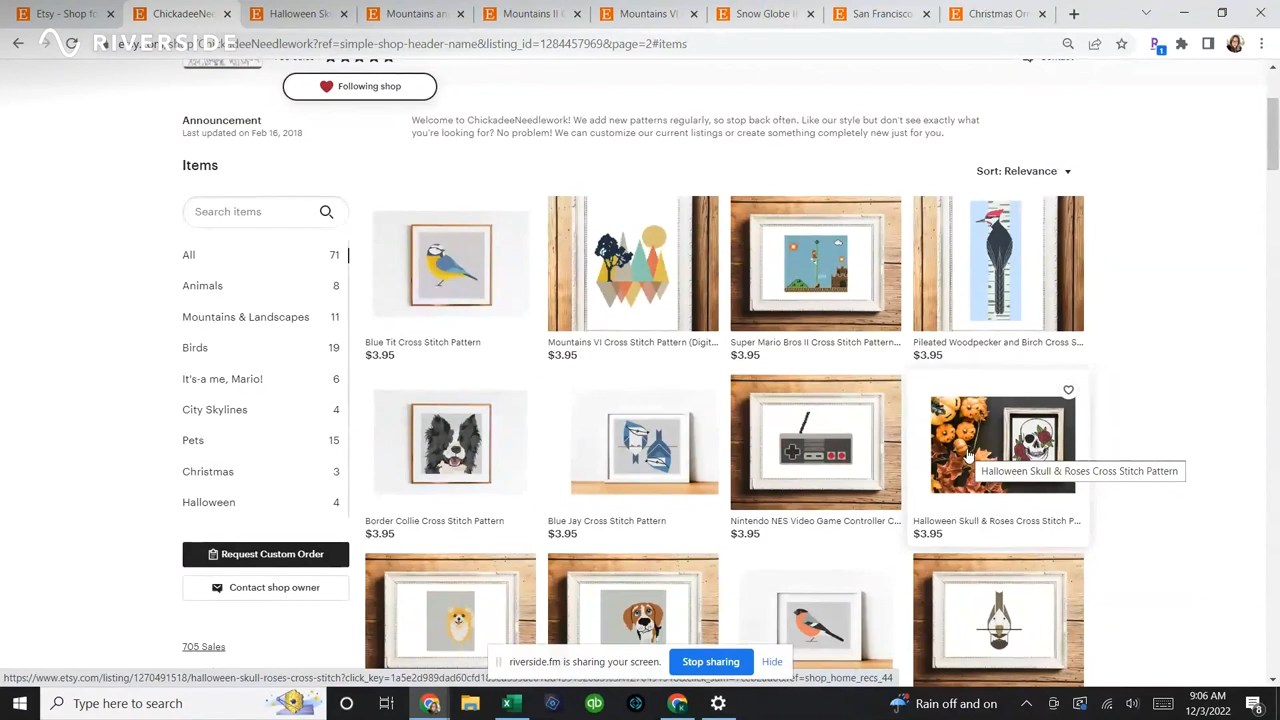 Etsy - Shop fo
ChickadeeNeedl
Halloween Sk
Mountains an
Mountains II C
Mountains VI
Snow Globe II
San Francisco
Christmas Orn
RIVERSIDE
ChickadeeNeedleWork?ref=simple-shop-header-name&listing_id=1284457969&page=2#items
Following shop
Announcement
Last updated on Feb 16, 2018
Welcome to ChickadeeNeedlework! We add new patterns regularly, so stop back often. Like our style but don't see exactly what
you're looking for? No problem! We can customize our current listings or create something completely new just for you.
Items
Sort: Relevance
Search items
All 71
Animals 8
Mountains & Landscapes 11
Birds 19
It's-a me, Mario! 6
City Skylines 4
Pets 15
Christmas 3
Halloween 4
Request Custom Order
Contact shop owner
705 Sales
Blue Tit Cross Stitch Pattern
$3.95
Mountains VI Cross Stitch Pattern (Digit...
$3.95
Super Mario Bros II Cross Stitch Pattern...
$3.95
Pileated Woodpecker and Birch Cross S...
$3.95
Border Collie Cross Stitch Pattern
$3.95
Blue Jay Cross Stitch Pattern
$3.95
Nintendo NES Video Game Controller C...
$3.95
Halloween Skull & Roses Cross Stitch P...
$3.95
Halloween Skull & Roses Cross Stitch Pattern
riverside.fm is sharing your screen.
Stop sharing
Hide
Type here to search
Rain off and on
9:06 AM
12/3/2022
8